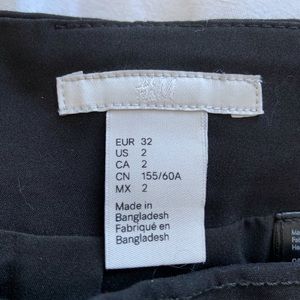 H&M
EUR 32
US 2
CA 2
CN 155/60A
MX 2
Made in
Bangladesh
Fabriqué en
Bangladesh